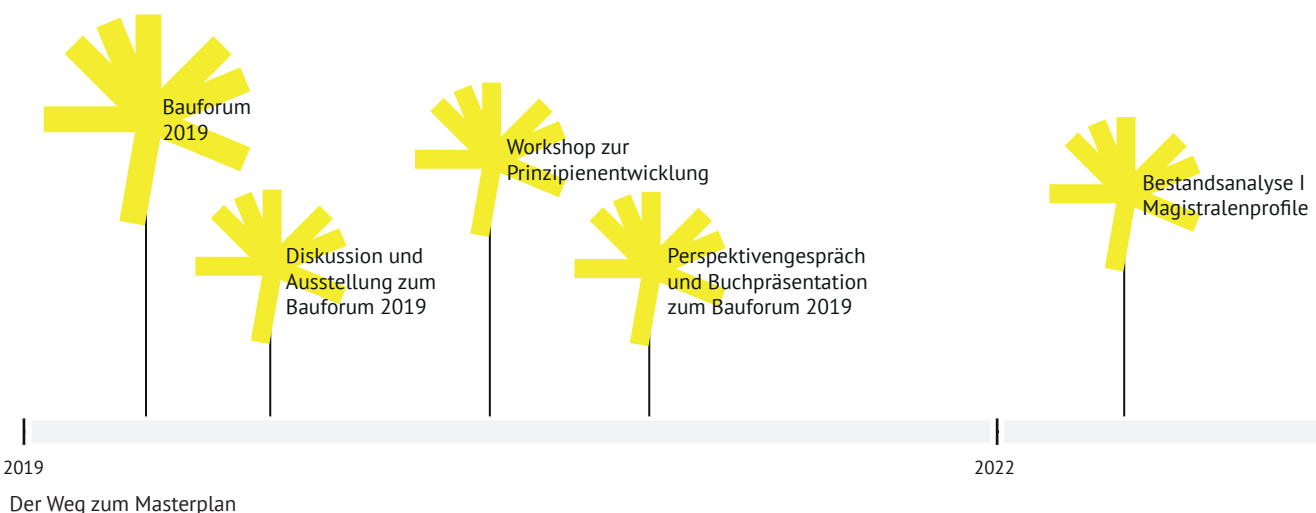 Bauforum
2019
Diskussion und
Ausstellung zum
Bauforum 2019
Workshop zur
Prinzipienentwicklung
Perspektivengespräch
und Buchpräsentation
zum Bauforum 2019
Bestandsanalyse I
Magistralenprofile
2019
2022
Der Weg zum Masterplan